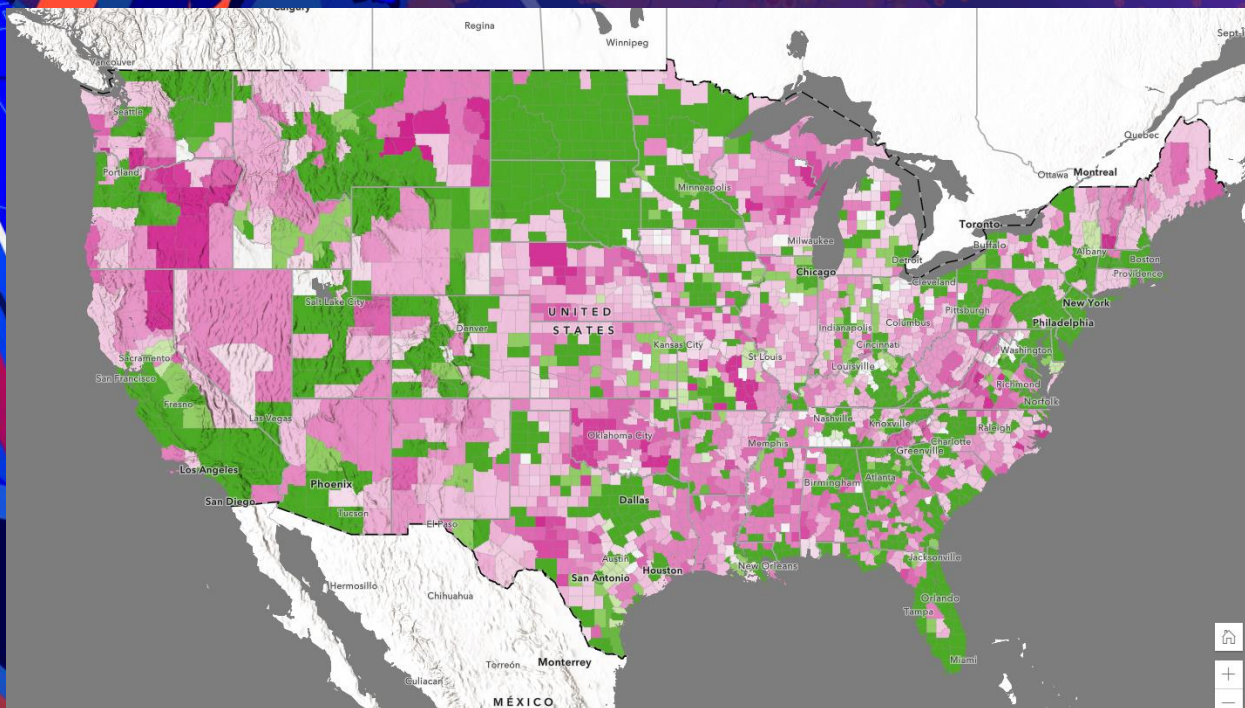 Calgary
Regina
Winnipeg
Vancouver
Sept-
Seattle
Quebec
Portland
Ottawa
Montreal
Minneapolis
Toronto
Buffalo
Milwaukee
Albany
Boston
Detroit
Providence
Chicago
Cleveland
Salt Lake City
New York
UNITED
Pittsburgh
Columbus
Philadelphia
Denver
STATES
Indianapolis
Kansas City
Cincinnati
Washington
Sacramento
St Louis
Louisville
San Francisco
Richmond
Norfolk
Fresno
Las Vegas
Nashville
Knoxville
Raleigh
Oklahoma City
Memphis
Charlotte
Greenville
Los Angeles
Phoenix
Birmingham
Atlanta
San Diego
Dallas
Tucson
El Paso
Jacksonville
Austin
New Orleans
Houston
San Antonio
Hermosillo
Chihuahua
Orlando
Tampa
Miami
Torreón
Monterrey
Culiacan
MÉXICO